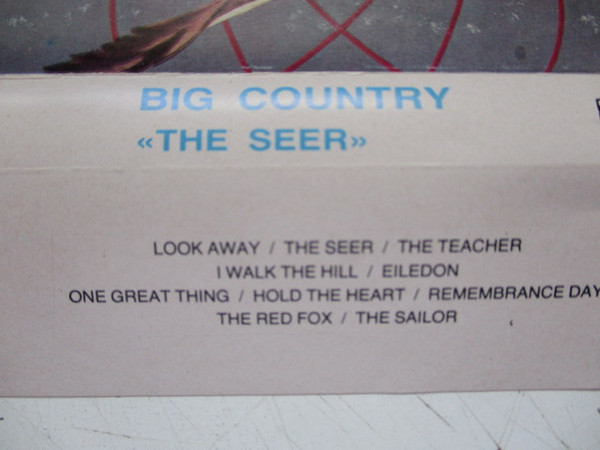 BIG COUNTRY
«THE SEER»
LOOK AWAY / THE SEER / THE TEACHER
I WALK THE HILL / EILEDON
ONE GREAT THING / HOLD THE HEART / REMEMBRANCE DAY
THE RED FOX / THE SAILOR